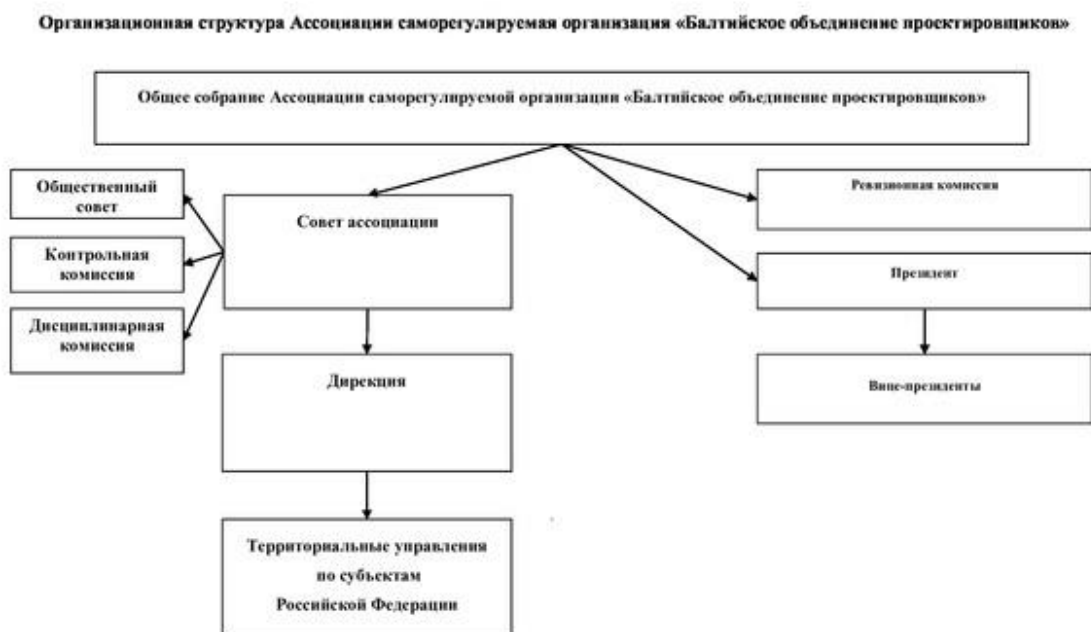 Организационная структура Ассоциации саморегулируемая организация «Балтийское объединение проектировщиков»
Общее собрание Ассоциации саморегулируемой организации «Балтийское объединение проектировщиков»
Общественный
совет
Контрольная
комиссия
Дисциплинарная
комиссия
Совет ассоциации
Дирекция
Территориальные управления
по субъектам
Российской Федерации
Ревизионная комиссия
Президент
Вице-президенты